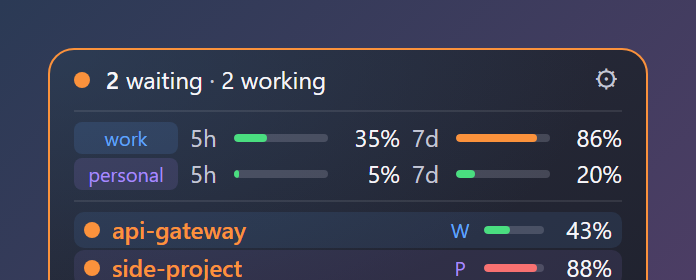 2 waiting · 2 working
work 5h 35% 7d 86%
personal 5h 5% 7d 20%
api-gateway W 43%
side-project P 88%